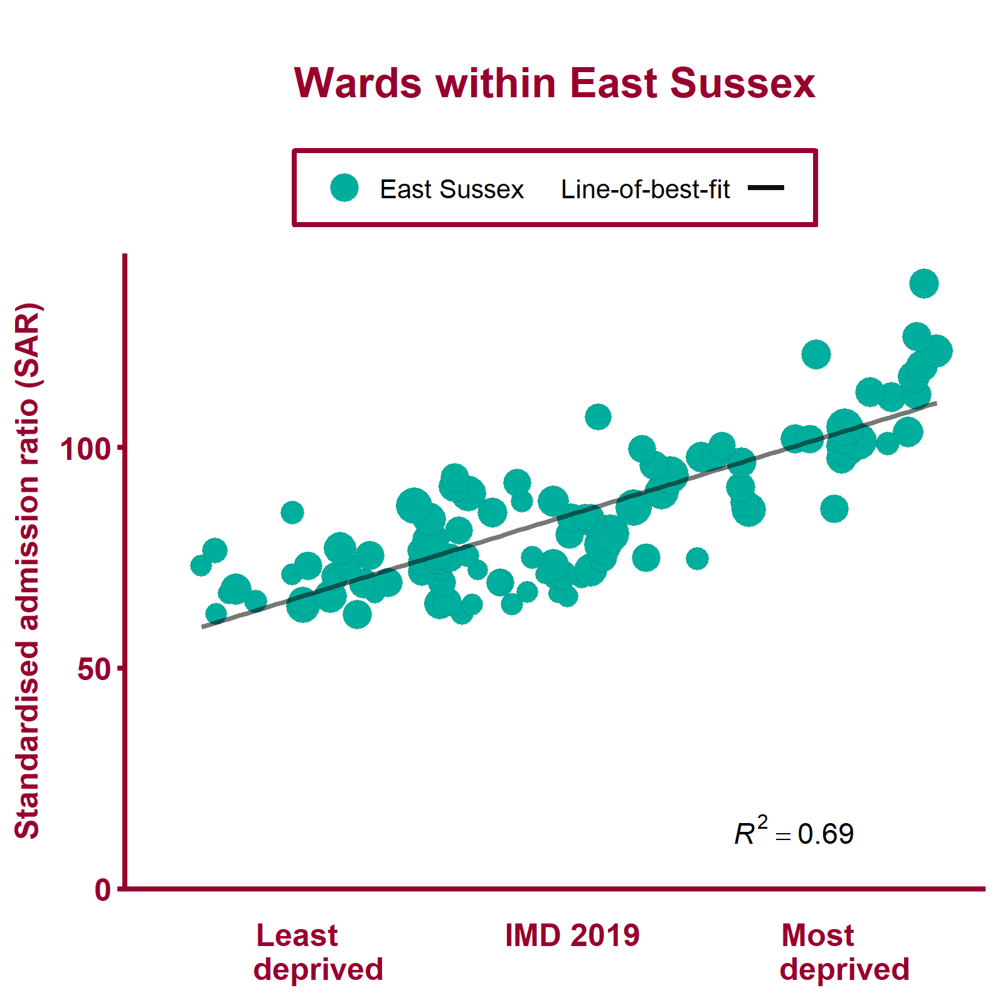 Wards within East Sussex
East Sussex Line-of-best-fit
Standardised admission ratio (SAR)
100
50
0
R² = 0.69
Least deprived
IMD 2019
Most deprived